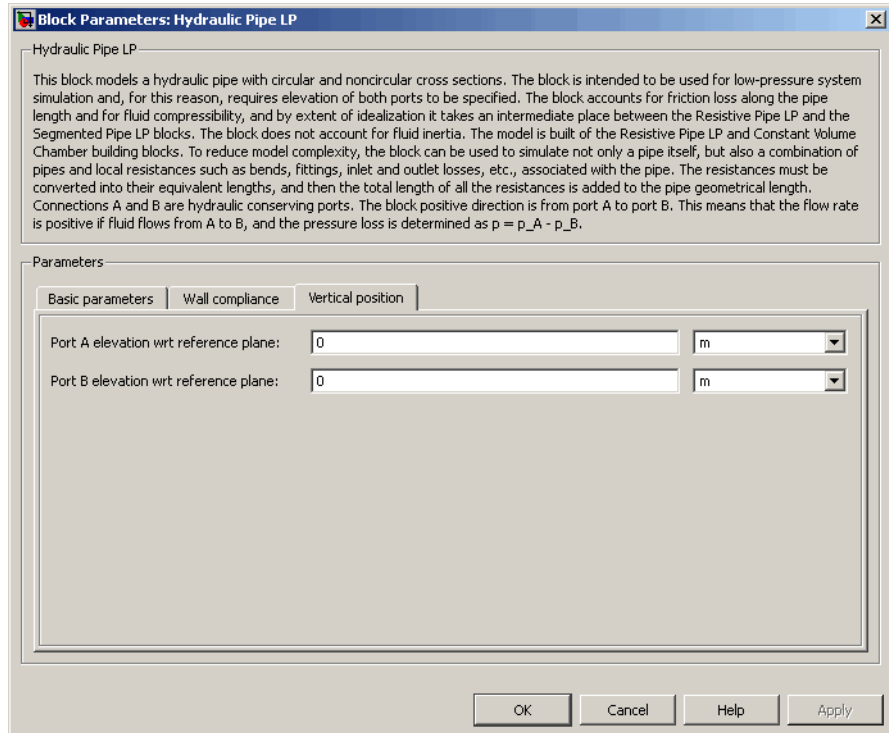 Block Parameters: Hydraulic Pipe LP
Hydraulic Pipe LP
This block models a hydraulic pipe with circular and noncircular cross sections. The block is intended to be used for low-pressure system
simulation and, for this reason, requires elevation of both ports to be specified. The block accounts for friction loss along the pipe
length and for fluid compressibility, and by extent of idealization it takes an intermediate place between the Resistive Pipe LP and the
Segmented Pipe LP blocks. The block does not account for fluid inertia. The model is built of the Resistive Pipe LP and Constant Volume
Chamber building blocks. To reduce model complexity, the block can be used to simulate not only a pipe itself, but also a combination of
pipes and local resistances such as bends, fittings, inlet and outlet losses, etc., associated with the pipe. The resistances must be
converted into their equivalent lengths, and then the total length of all the resistances is added to the pipe geometrical length.
Connections A and B are hydraulic conserving ports. The block positive direction is from port A to port B. This means that the flow rate
is positive if fluid flows from A to B, and the pressure loss is determined as p = p_A - p_B.
Parameters
Basic parameters Wall compliance Vertical position
Port A elevation wrt reference plane: 0 m
Port B elevation wrt reference plane: 0 m
OK Cancel Help Apply